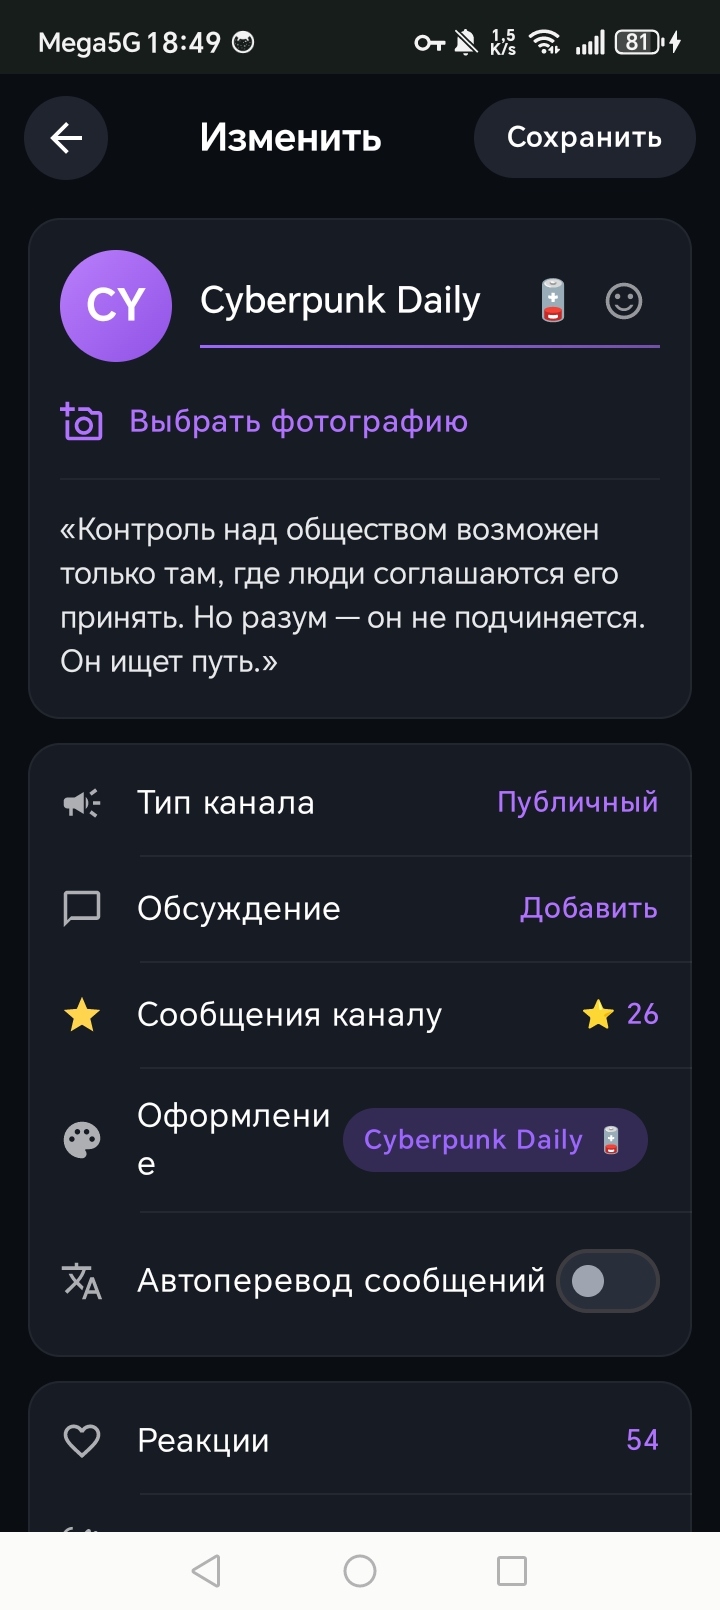 Mega5G 18:49
1,5
K/s
81
Изменить
Сохранить
CY
Cyberpunk Daily 🪫
Выбрать фотографию
«Контроль над обществом возможен
только там, где люди соглашаются его
принять. Но разум — он не подчиняется.
Он ищет путь.»
Тип канала
Публичный
Обсуждение
Добавить
Сообщения каналу
⭐ 26
Оформлени
е
Cyberpunk Daily 🪫
Автоперевод сообщений
Реакции
54